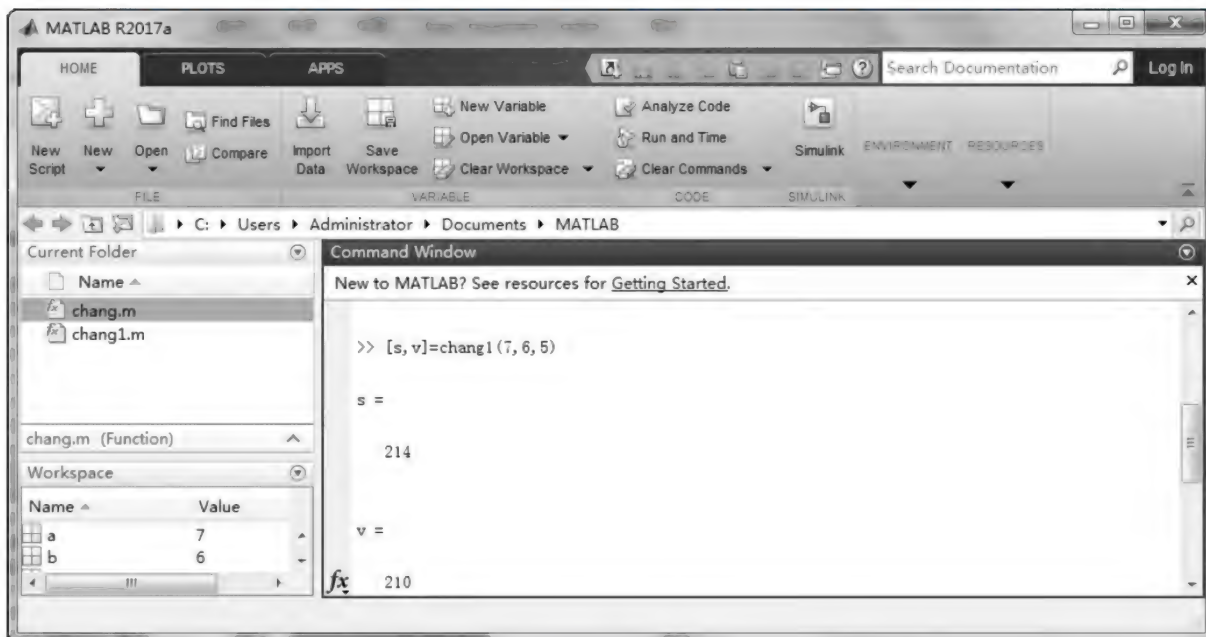 MATLAB R2017a
HOME PLOTS APPS Search Documentation Log In
New Script
New
Open
Find Files
Compare
Import Data
Save Workspace
New Variable
Open Variable
Clear Workspace
Analyze Code
Run and Time
Clear Commands
Simulink
ENVIRONMENT RESOURCES
FILE VARIABLE CODE SIMULINK
C: Users Administrator Documents MATLAB
Current Folder
Name
chang.m
chang1.m
chang.m (Function)
Workspace
Name Value
a 7
b 6
Command Window
New to MATLAB? See resources for Getting Started.
>> [s, v]=chang1(7, 6, 5)
s =
214
v =
fx 210